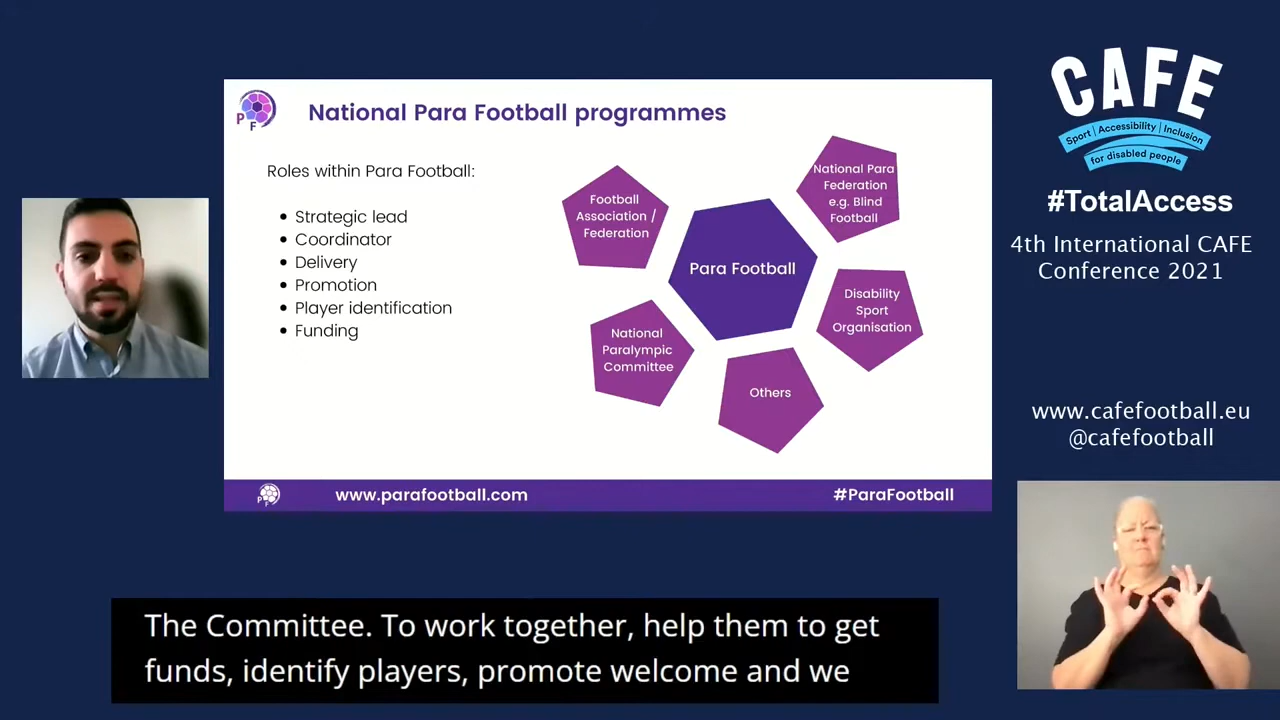 P
F
National Para Football programmes
Roles within Para Football:
Strategic lead
Coordinator
Delivery
Promotion
Player identification
Funding
Football
Association /
Federation
National Para
Federation
e.g. Blind
Football
Para Football
Disability
Sport
Organisation
National
Paralympic
Committee
Others
P
F
www.parafootball.com
#ParaFootball
CAFE
Sport | Accessibility | Inclusion
for disabled people
#TotalAccess
4th International CAFE
Conference 2021
www.cafefootball.eu
@cafefootball
The Committee. To work together, help them to get
funds, identify players, promote welcome and we